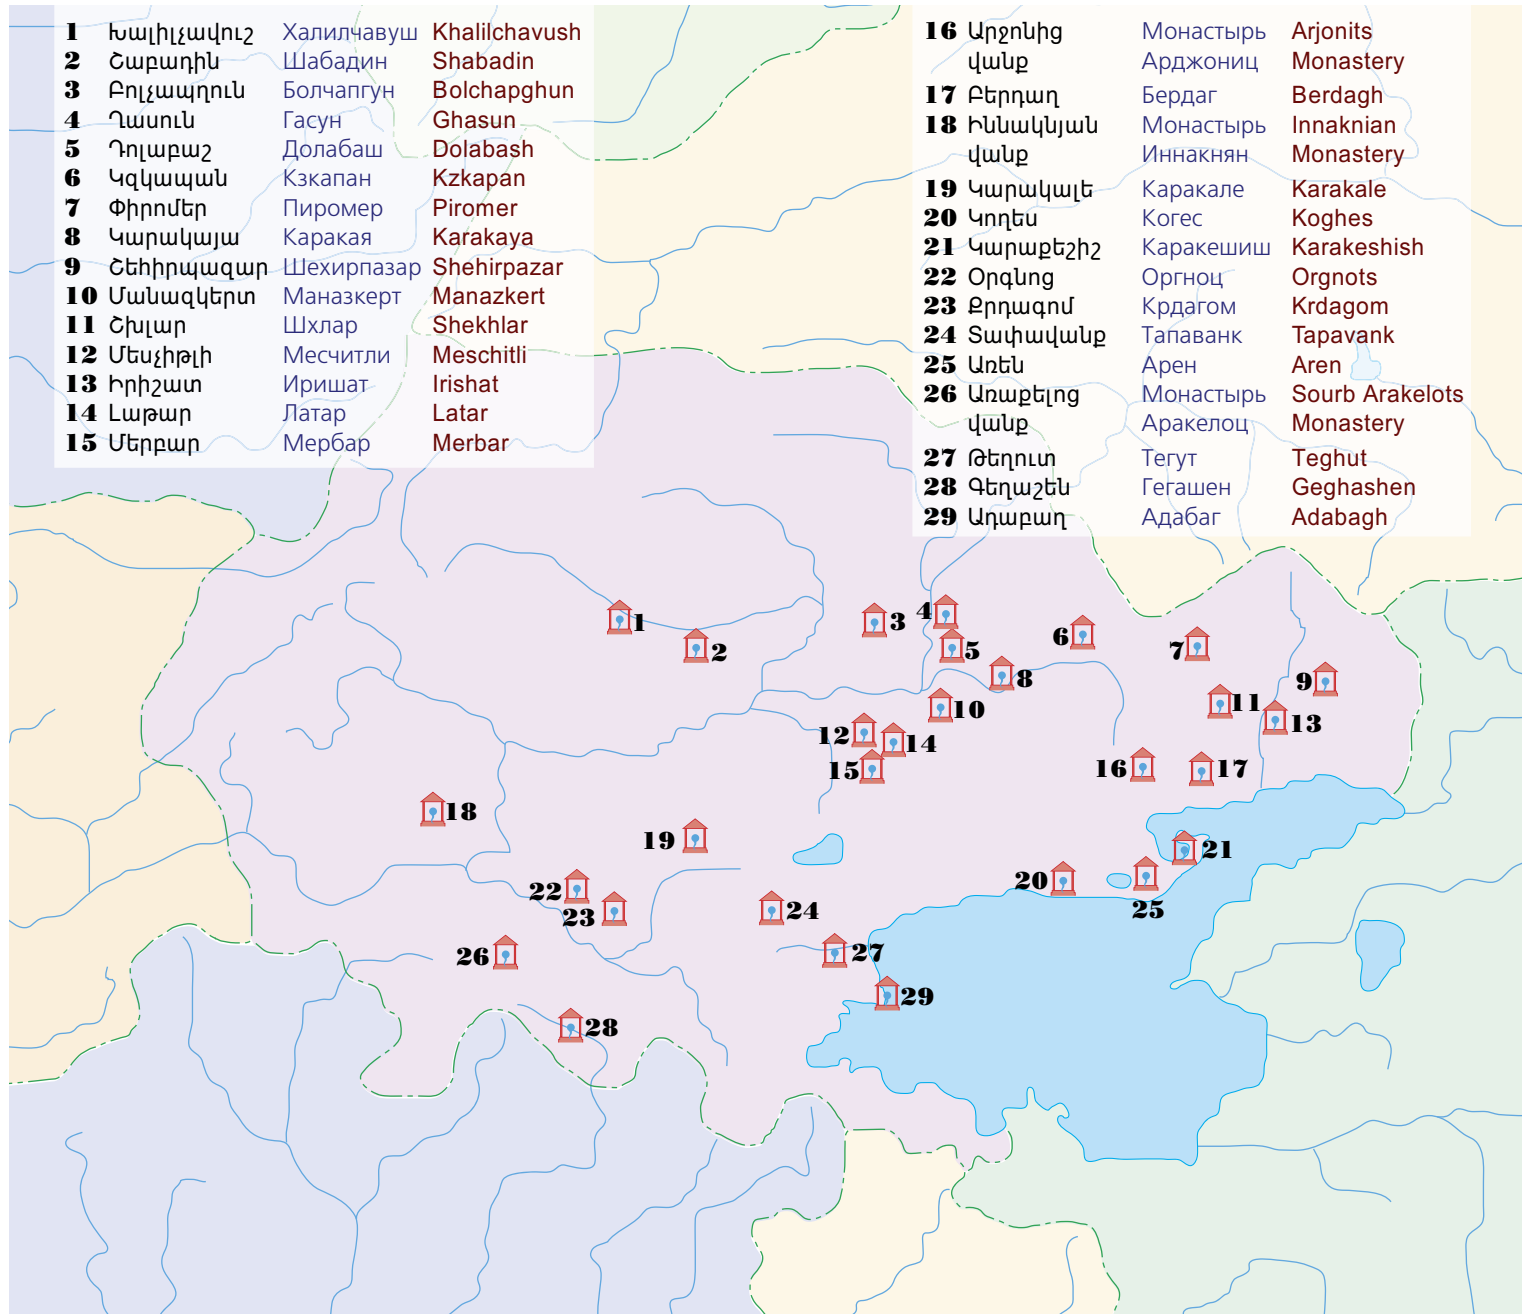 1 Խալիլչավուշ Халилчавуш Khalilchavush
2 Շաբադին Шабадин Shabadin
3 Բոլչապղուն Болчапгун Bolchapghun
4 Ղասուն Гасун Ghasun
5 Դոլաբաշ Долабаш Dolabash
6 Կզկապան Кзкапан Kzkapan
7 Փիրոմեր Пиромер Piromer
8 Կարակայա Каракая Karakaya
9 Շեհիրպազար Шехирпазар Shehirpazar
10 Մանազկերտ Маназкерт Manazkert
11 Շխլար Шхлар Shekhlar
12 Մեսչիթլի Месчитли Meschitli
13 Իրիշատ Иришат Irishat
14 Լաթար Латар Latar
15 Մերբար Мербар Merbar
16 Արջոնից Монастырь Arjonits
վանք Арджониц Monastery
17 Բերդաղ Бердаг Berdagh
18 Իննակնյան Монастырь Innaknian
վանք Иннакнян Monastery
19 Կարակալե Каракале Karakale
20 Կողես Когес Koghes
21 Կարաքեշիշ Каракешиш Karakeshish
22 Օրգնոց Оргноц Orgnots
23 Քրդագոմ Крдагом Krdagom
24 Տափավանք Тапаванк Tapavank
25 Առեն Арен Aren
26 Առաքելոց Монастырь Sourb Arakelots
վանք Аракелоц Monastery
27 Թեղուտ Тегут Teghut
28 Գեղաշեն Гегашен Geghashen
29 Ադաբաղ Адабаг Adabagh
1
2
3
4
5
6
7
8
9
10
11
12
13
14
15
16
17
18
19
20
21
22
23
24
25
26
27
28
29